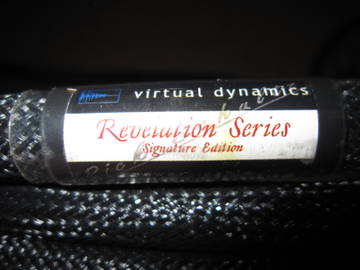 virtual dynamics
Revelation Series
Signature Edition